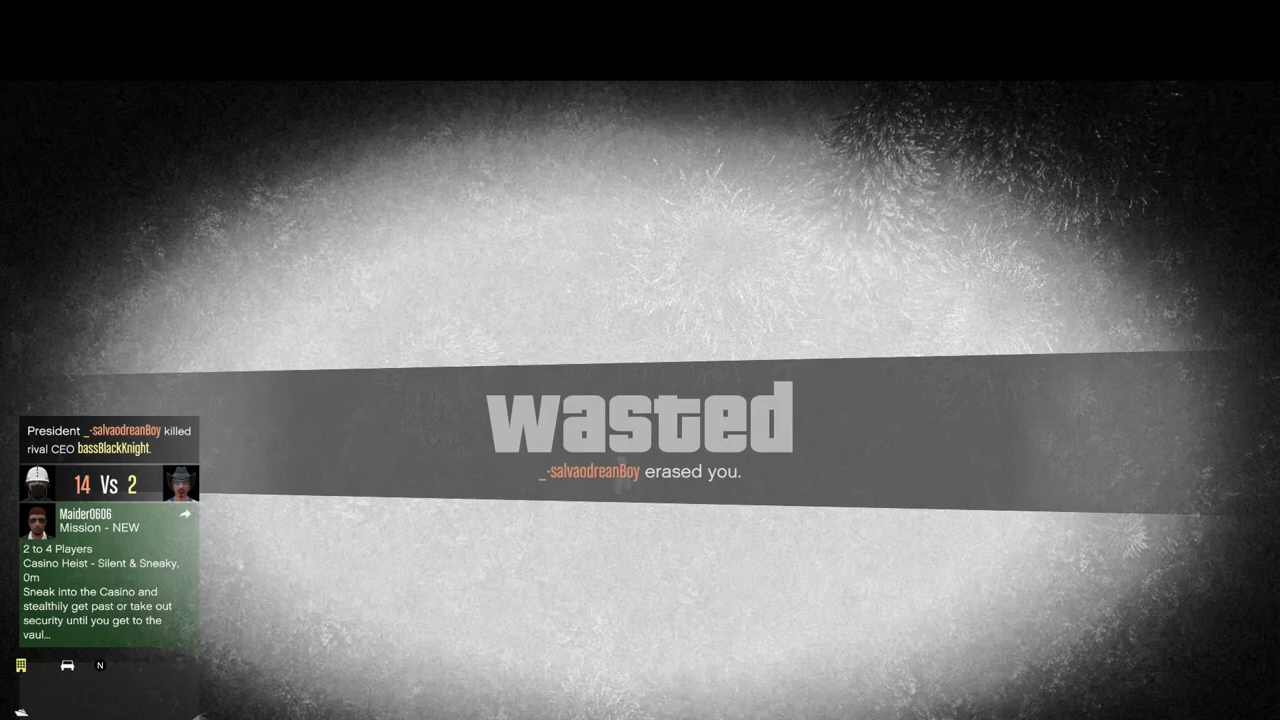 wasted
_-salvaodreanBoy erased you.
President _-salvaodreanBoy killed
rival CEO bassBlackKnight.
14 Vs 2
Maider0606
Mission - NEW
2 to 4 Players
Casino Heist - Silent & Sneaky,
0m
Sneak into the Casino and
stealthily get past or take out
security until you get to the
vaul...
N